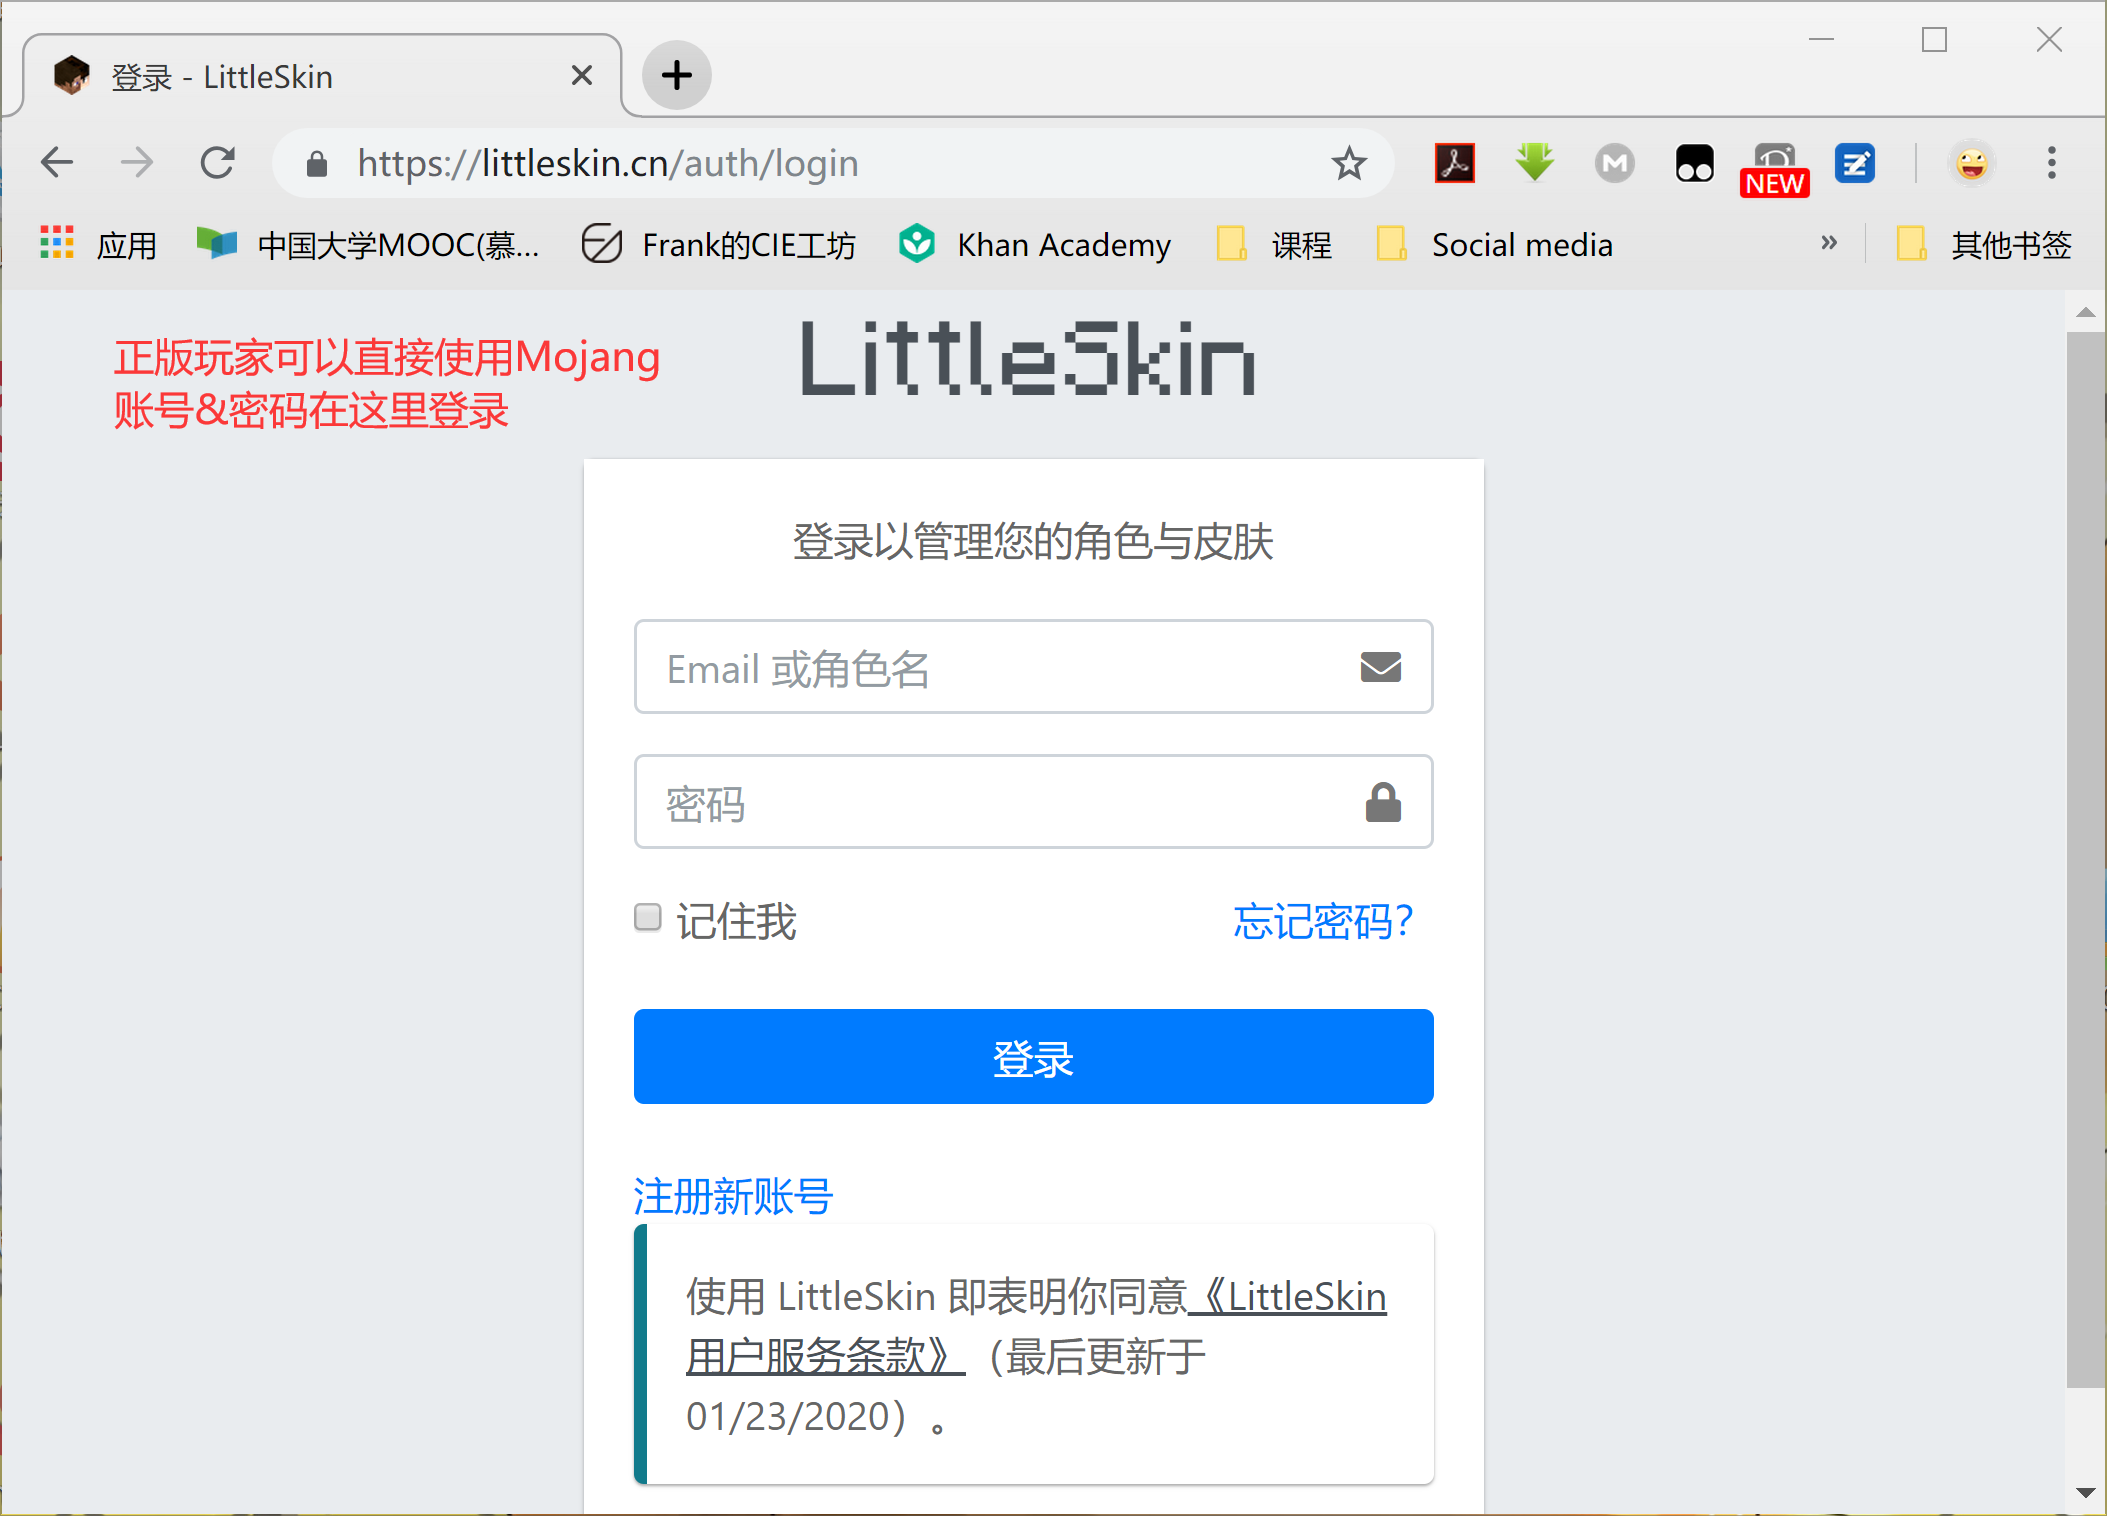 登录 - LittleSkin
https://littleskin.cn/auth/login
NEW
应用 中国大学MOOC(慕... Frank的CIE工坊 Khan Academy 课程 Social media » 其他书签
LittleSkin
正版玩家可以直接使用Mojang
账号&密码在这里登录
登录以管理您的角色与皮肤
Email 或角色名
密码
记住我 忘记密码？
登录
注册新账号
使用 LittleSkin 即表明你同意《LittleSkin
用户服务条款》（最后更新于
01/23/2020）。